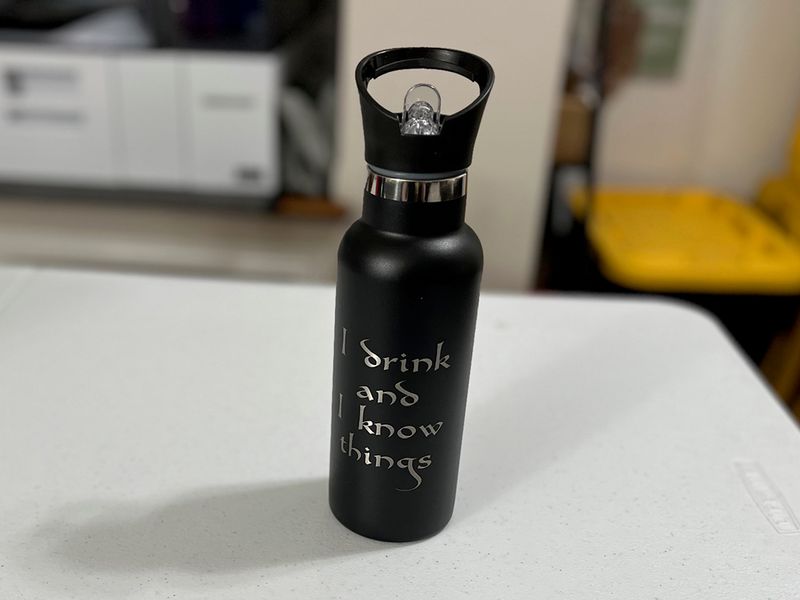 I drink
and
I know
things